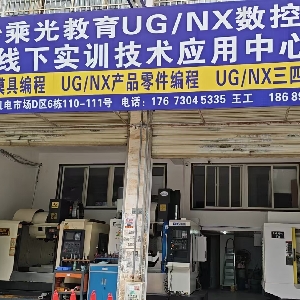 乘光教育UG/NX数控
线下实训技术应用中心
模具编程 UG/NX产品零件编程 UG/NX三四
机电市场D区6栋110-111号 电话：176 7304 5335 王工 1868